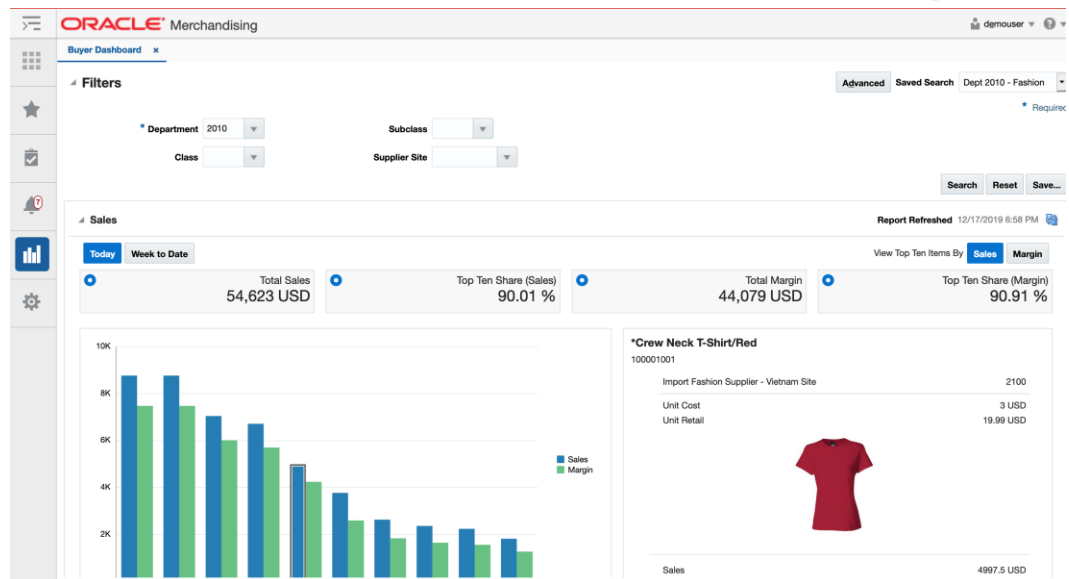 ORACLE® Merchandising
demouser
Buyer Dashboard ×
Filters
Advanced Saved Search Dept 2010 - Fashion
* Required
* Department 2010 Subclass
Class Supplier Site
Search Reset Save...
7
Sales Report Refreshed 12/17/2019 6:58 PM
Today Week to Date View Top Ten Items By Sales Margin
Total Sales Top Ten Share (Sales) Total Margin Top Ten Share (Margin)
54,623 USD 90.01 % 44,079 USD 90.91 %
10K
8K
6K
4K
2K
Sales
Margin
*Crew Neck T-Shirt/Red
100001001
Import Fashion Supplier - Vietnam Site 2100
Unit Cost 3 USD
Unit Retail 19.99 USD
Sales 4997.5 USD